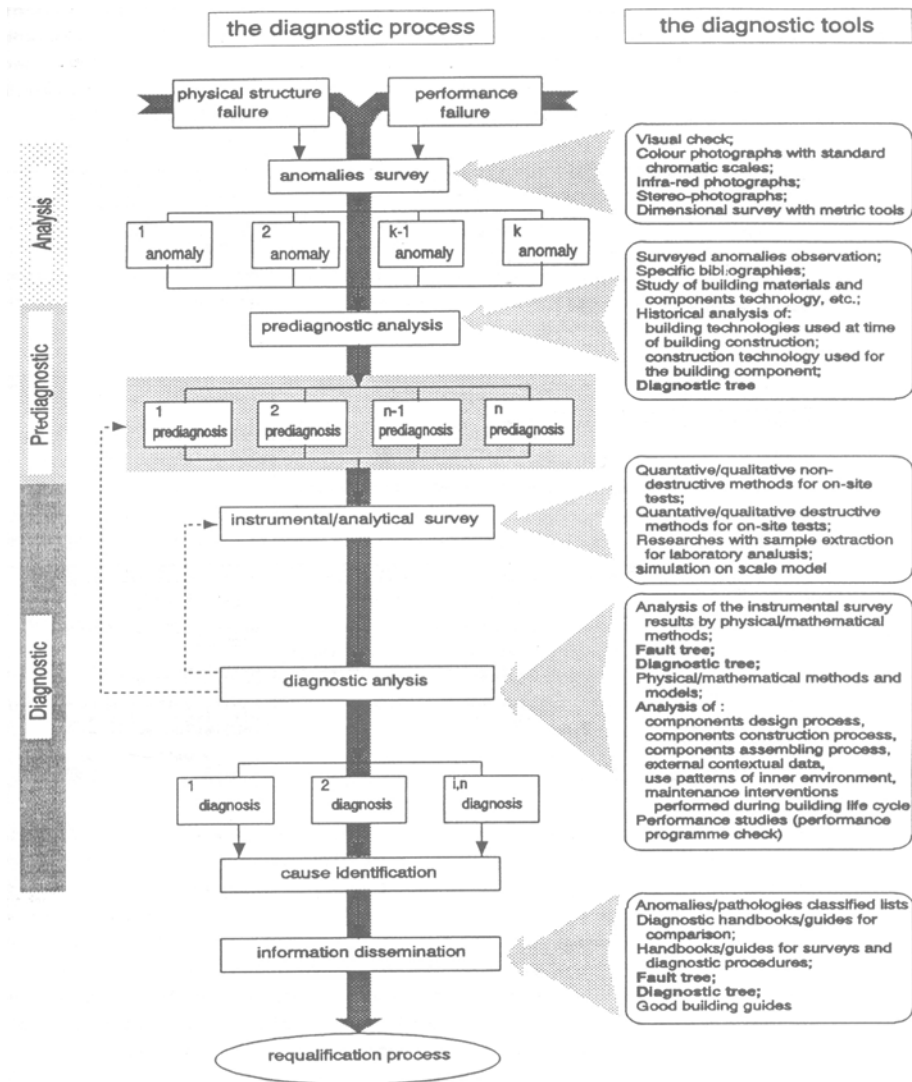 the diagnostic process
the diagnostic tools
physical structure
failure
performance
failure
anomalies survey
1
anomaly
2
anomaly
k-1
anomaly
k
anomaly
prediagnostic analysis
1
prediagnosis
2
prediagnosis
n-1
prediagnosis
n
prediagnosis
instrumental/analytical survey
diagnostic anlysis
1
diagnosis
2
diagnosis
i,n
diagnosis
cause identification
information dissemination
requalification process
Analysis
Prediagnostic
Diagnostic
Visual check;
Colour photographs with standard
chromatic scales;
Infra-red photographs;
Stereo-photographs;
Dimensional survey with metric tools
Surveyed anomalies observation;
Specific bibliographies;
Study of building materials and
components technology, etc.;
Historical analysis of:
building technologies used at time
of building construction;
construction technology used for
the building component;
Diagnostic tree
Quantative/qualitative non-
destructive methods for on-site
tests;
Quantative/qualitative destructive
methods for on-site tests;
Researches with sample extraction
for laboratory analusis;
simulation on scale model
Analysis of the instrumental survey
results by physical/mathematical
methods;
Fault tree;
Diagnostic tree;
Physical/mathematical methods and
models;
Analysis of :
compnonents design process,
components construction process,
components assembling process,
external contextual data,
use patterns of inner environment,
maintenance interventions
performed during building life cycle
Performance studies (performance
programme check)
Anomalies/pathologies classified lists
Diagnostic handbooks/guides for
comparison;
Handbooks/guides for surveys and
diagnostic procedures;
Fault tree;
Diagnostic tree;
Good building guides